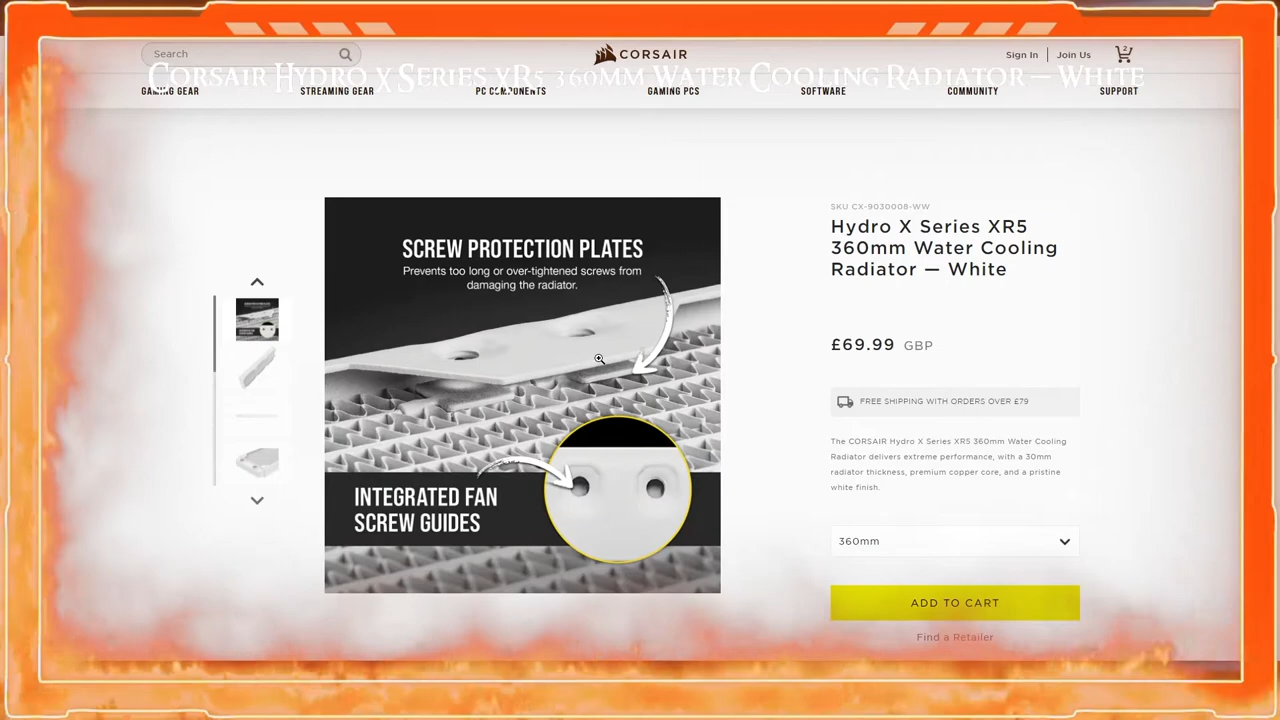 Search
CORSAIR
Sign In
Join Us
2
Corsair Hydro X Series XR5 360mm Water Cooling Radiator – White
GAMING GEAR
STREAMING GEAR
PC COMPONENTS
GAMING PCS
SOFTWARE
COMMUNITY
SUPPORT
SCREW PROTECTION PLATES
Prevents too long or over-tightened screws from
damaging the radiator.
INTEGRATED FAN
SCREW GUIDES
SKU CX-9030008-WW
Hydro X Series XR5
360mm Water Cooling
Radiator — White
£69.99 GBP
FREE SHIPPING WITH ORDERS OVER £79
The CORSAIR Hydro X Series XR5 360mm Water Cooling
Radiator delivers extreme performance, with a 30mm
radiator thickness, premium copper core, and a pristine
white finish.
360mm
ADD TO CART
Find a Retailer